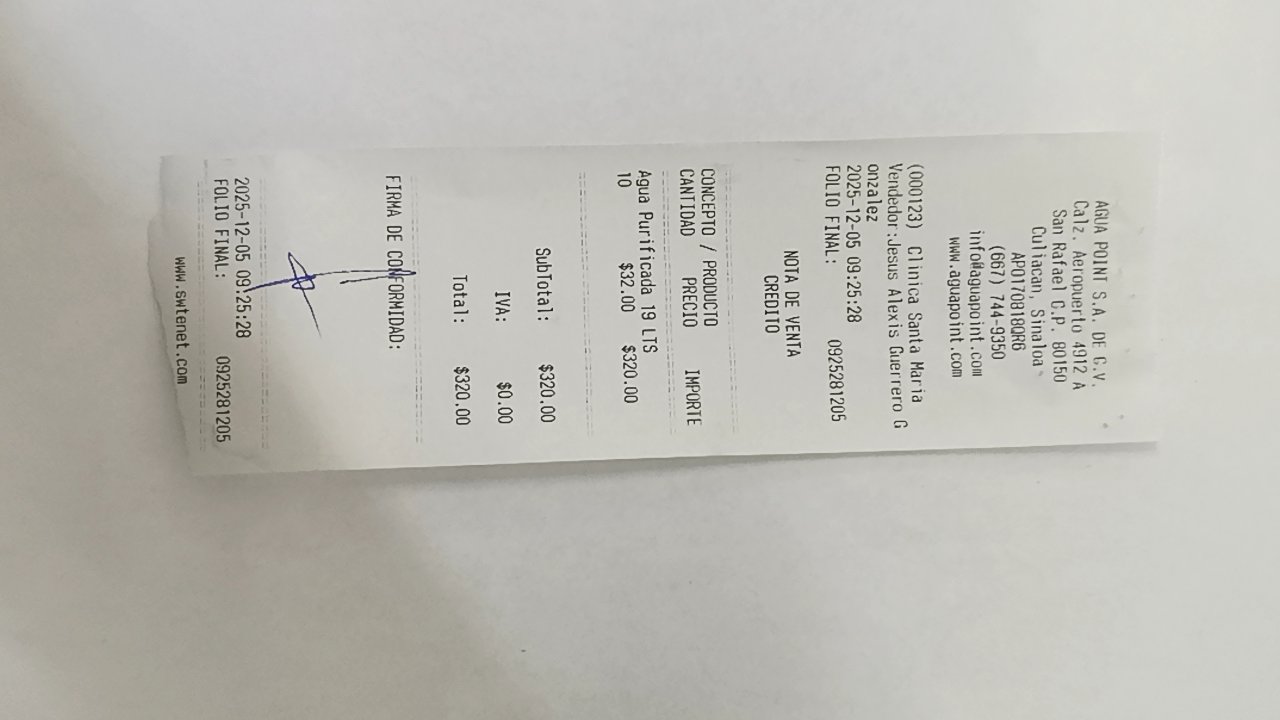 AGUA POINT S.A. DE C.V.
Calz. Aeropuerto 4912 A
San Rafael C.P. 80150
Culiacan, Sinaloa
APO170818QR6
(667) 744-9350
info@aguapoint.com
www.aguapoint.com
(000123) Clinica Santa Maria
Vendedor:Jesus Alexis Guerrero G
onzalez
2025-12-05 09:25:28
FOLIO FINAL: 0925281205
NOTA DE VENTA
CREDITO
CONCEPTO / PRODUCTO
CANTIDAD PRECIO IMPORTE
Agua Purificada 19 LTS
10 $32.00 $320.00
SubTotal: $320.00
IVA: $0.00
Total: $320.00
FIRMA DE CONFORMIDAD:
2025-12-05 09:25:28
FOLIO FINAL: 0925281205
www.swtenet.com